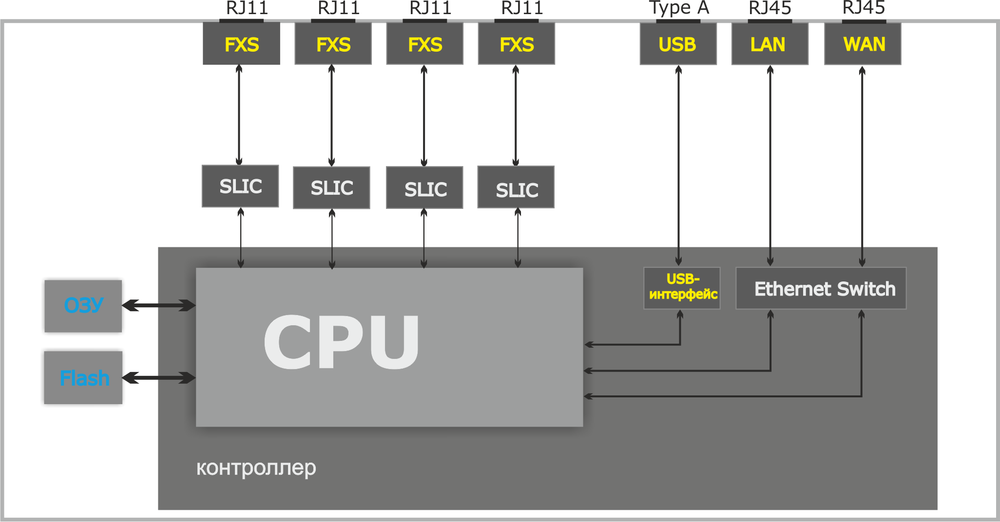 RJ11 RJ11 RJ11 RJ11 Type A RJ45 RJ45
FXS FXS FXS FXS USB LAN WAN
SLIC SLIC SLIC SLIC
USB-
интерфейс
Ethernet Switch
ОЗУ
CPU
Flash
контроллер